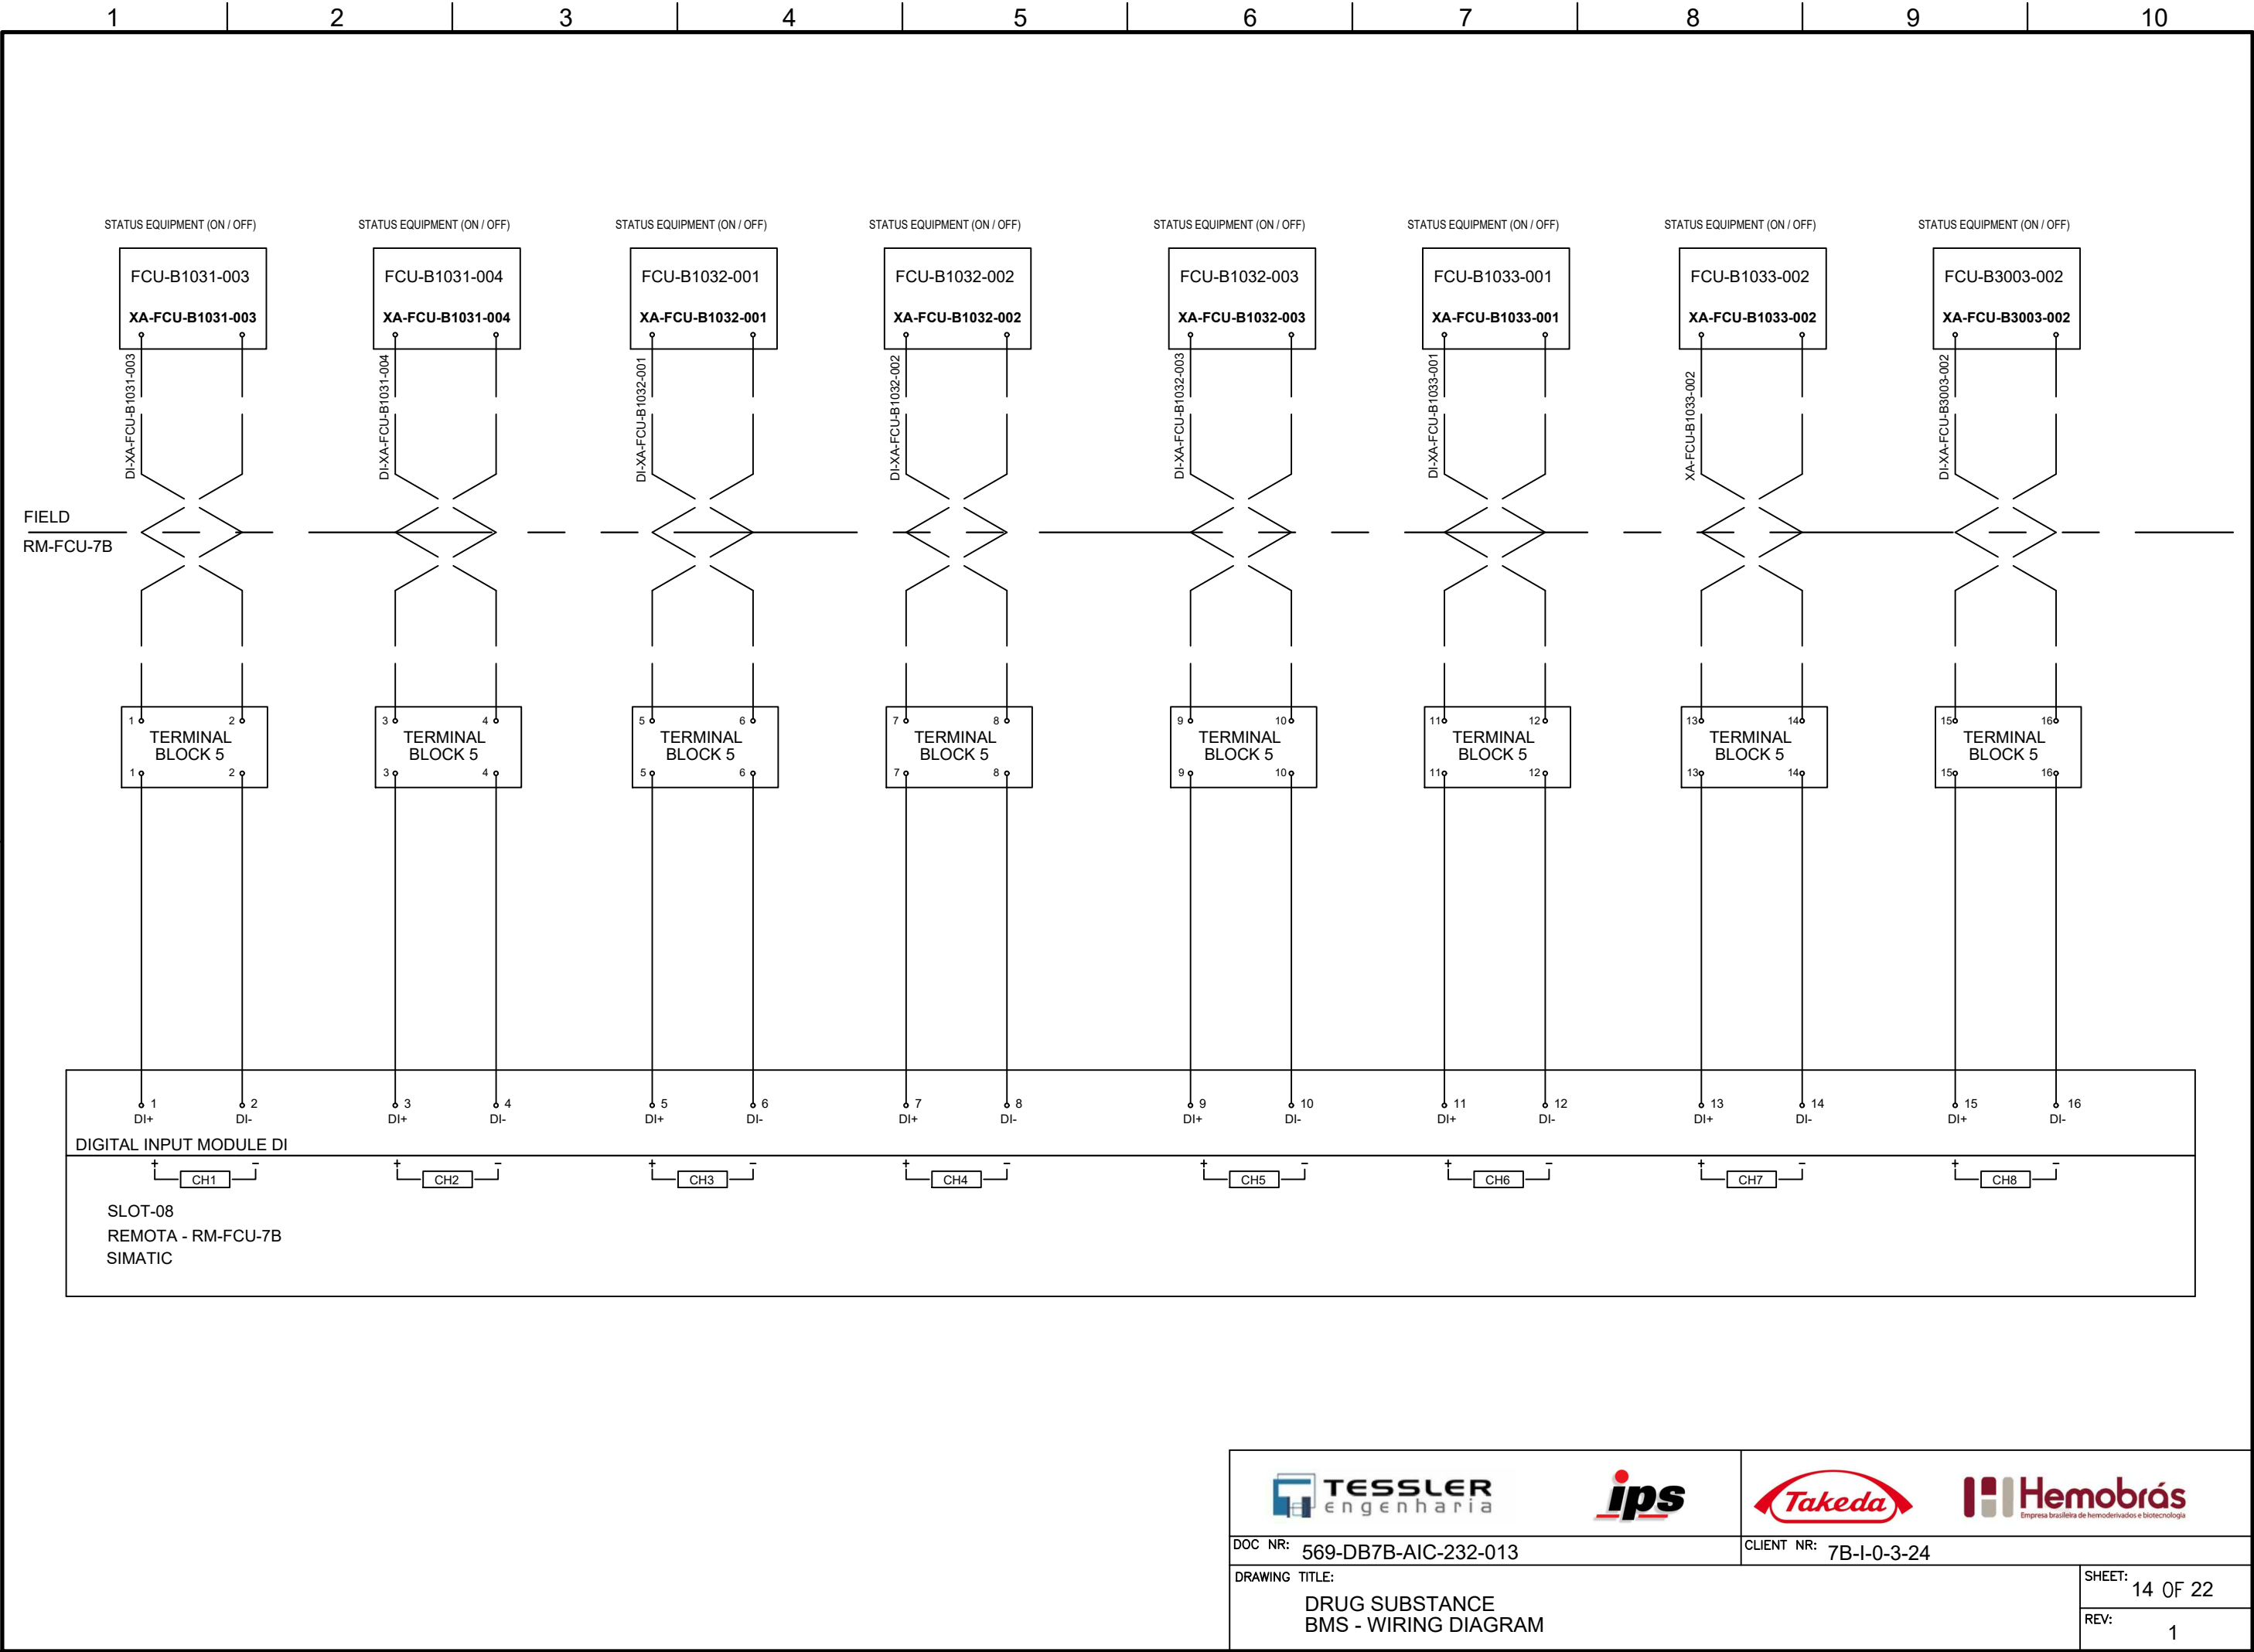 1 2 3 4 5 6 7 8 9 10
STATUS EQUIPMENT (ON / OFF) STATUS EQUIPMENT (ON / OFF) STATUS EQUIPMENT (ON / OFF) STATUS EQUIPMENT (ON / OFF) STATUS EQUIPMENT (ON / OFF) STATUS EQUIPMENT (ON / OFF) STATUS EQUIPMENT (ON / OFF) STATUS EQUIPMENT (ON / OFF)
FCU-B1031-003 FCU-B1031-004 FCU-B1032-001 FCU-B1032-002 FCU-B1032-003 FCU-B1033-001 FCU-B1033-002 FCU-B3003-002
XA-FCU-B1031-003 XA-FCU-B1031-004 XA-FCU-B1032-001 XA-FCU-B1032-002 XA-FCU-B1032-003 XA-FCU-B1033-001 XA-FCU-B1033-002 XA-FCU-B3003-002
DI-XA-FCU-B1031-003
DI-XA-FCU-B1031-004
DI-XA-FCU-B1032-001
DI-XA-FCU-B1032-002
DI-XA-FCU-B1032-003
DI-XA-FCU-B1033-001
XA-FCU-B1033-002
DI-XA-FCU-B3003-002
FIELD
RM-FCU-7B
1 2 3 4 5 6 7 8 9 10 11 12 13 14 15 16
TERMINAL TERMINAL TERMINAL TERMINAL TERMINAL TERMINAL TERMINAL TERMINAL
BLOCK 5 BLOCK 5 BLOCK 5 BLOCK 5 BLOCK 5 BLOCK 5 BLOCK 5 BLOCK 5
1 2 3 4 5 6 7 8 9 10 11 12 13 14 15 16
1 2 3 4 5 6 7 8 9 10 11 12 13 14 15 16
DI+ DI- DI+ DI- DI+ DI- DI+ DI- DI+ DI- DI+ DI- DI+ DI- DI+ DI-
DIGITAL INPUT MODULE DI
+ - + - + - + - + - + - + - + -
CH1 CH2 CH3 CH4 CH5 CH6 CH7 CH8
SLOT-08
REMOTA - RM-FCU-7B
SIMATIC
TESSLER
engenharia
ips
Takeda
Hemobrás
Empresa brasileira de hemoderivados e biotecnologia
DOC NR: 569-DB7B-AIC-232-013
CLIENT NR: 7B-I-0-3-24
DRAWING TITLE:
DRUG SUBSTANCE
BMS - WIRING DIAGRAM
SHEET: 14 OF 22
REV: 1